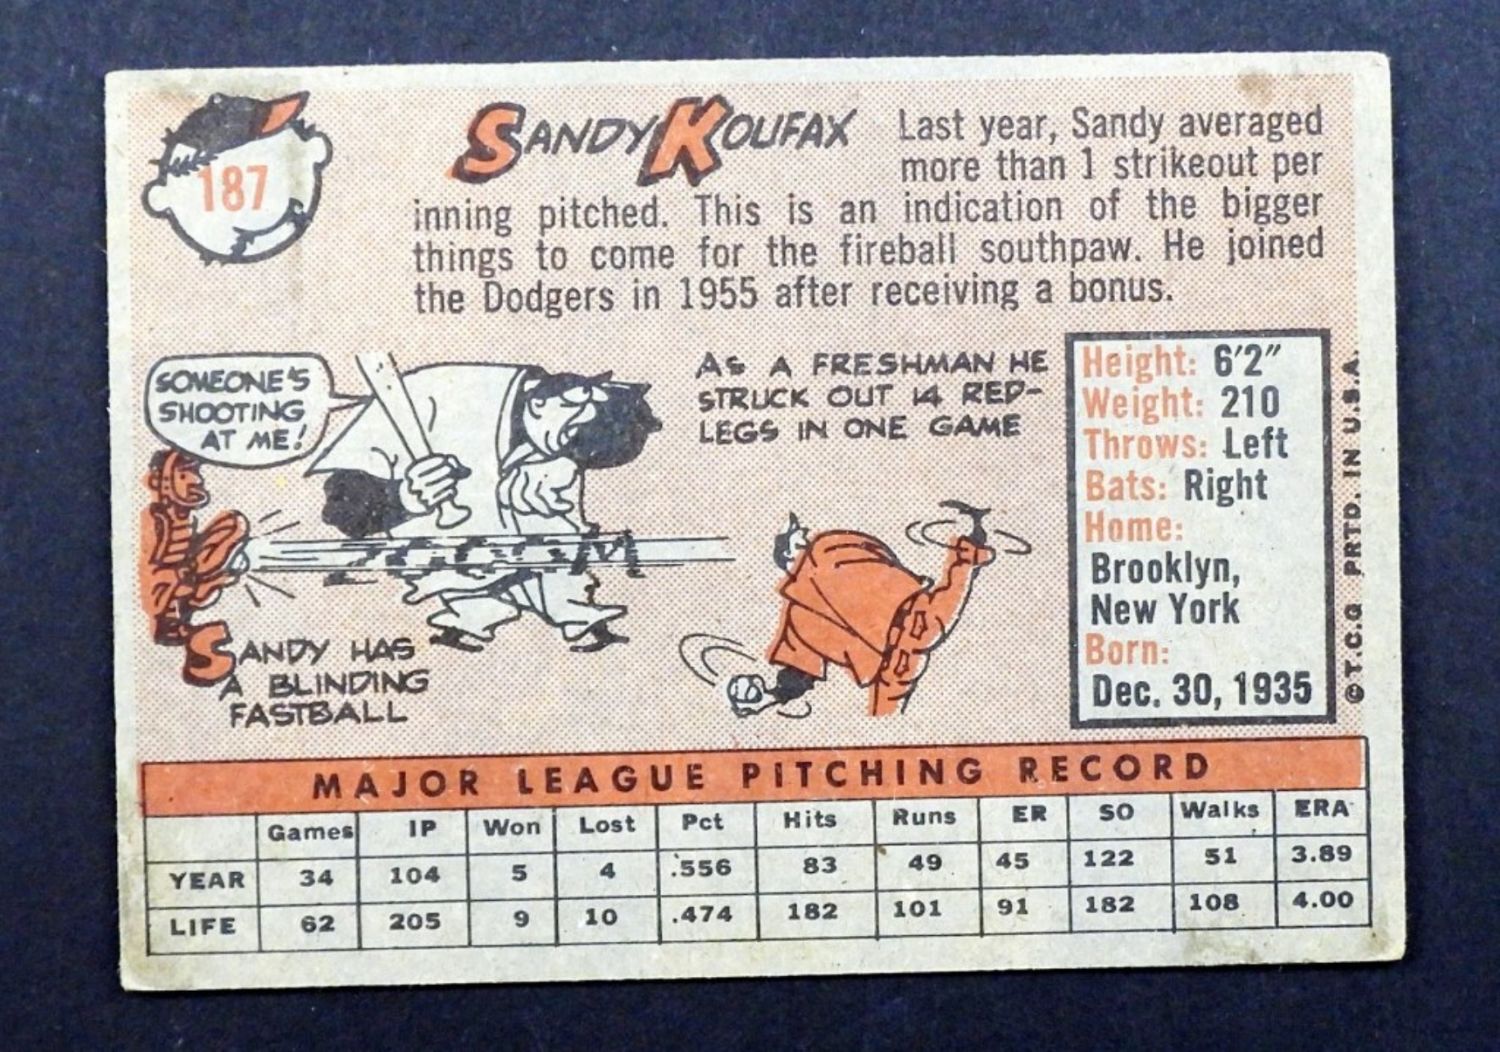 187
SANDY KOUFAX
Last year, Sandy averaged
more than 1 strikeout per
inning pitched. This is an indication of the bigger
things to come for the fireball southpaw. He joined
the Dodgers in 1955 after receiving a bonus.
SOMEONE'S
SHOOTING
AT ME!
ZOOOM
SANDY HAS
A BLINDING
FASTBALL
AS A FRESHMAN HE
STRUCK OUT 14 RED-
LEGS IN ONE GAME
Height: 6'2"
Weight: 210
Throws: Left
Bats: Right
Home:
Brooklyn,
New York
Born:
Dec. 30, 1935
© T.C.G. PRTD. IN U.S.A.
MAJOR LEAGUE PITCHING RECORD
Games IP Won Lost Pct Hits Runs ER SO Walks ERA
YEAR 34 104 5 4 .556 83 49 45 122 51 3.89
LIFE 62 205 9 10 .474 182 101 91 182 108 4.00